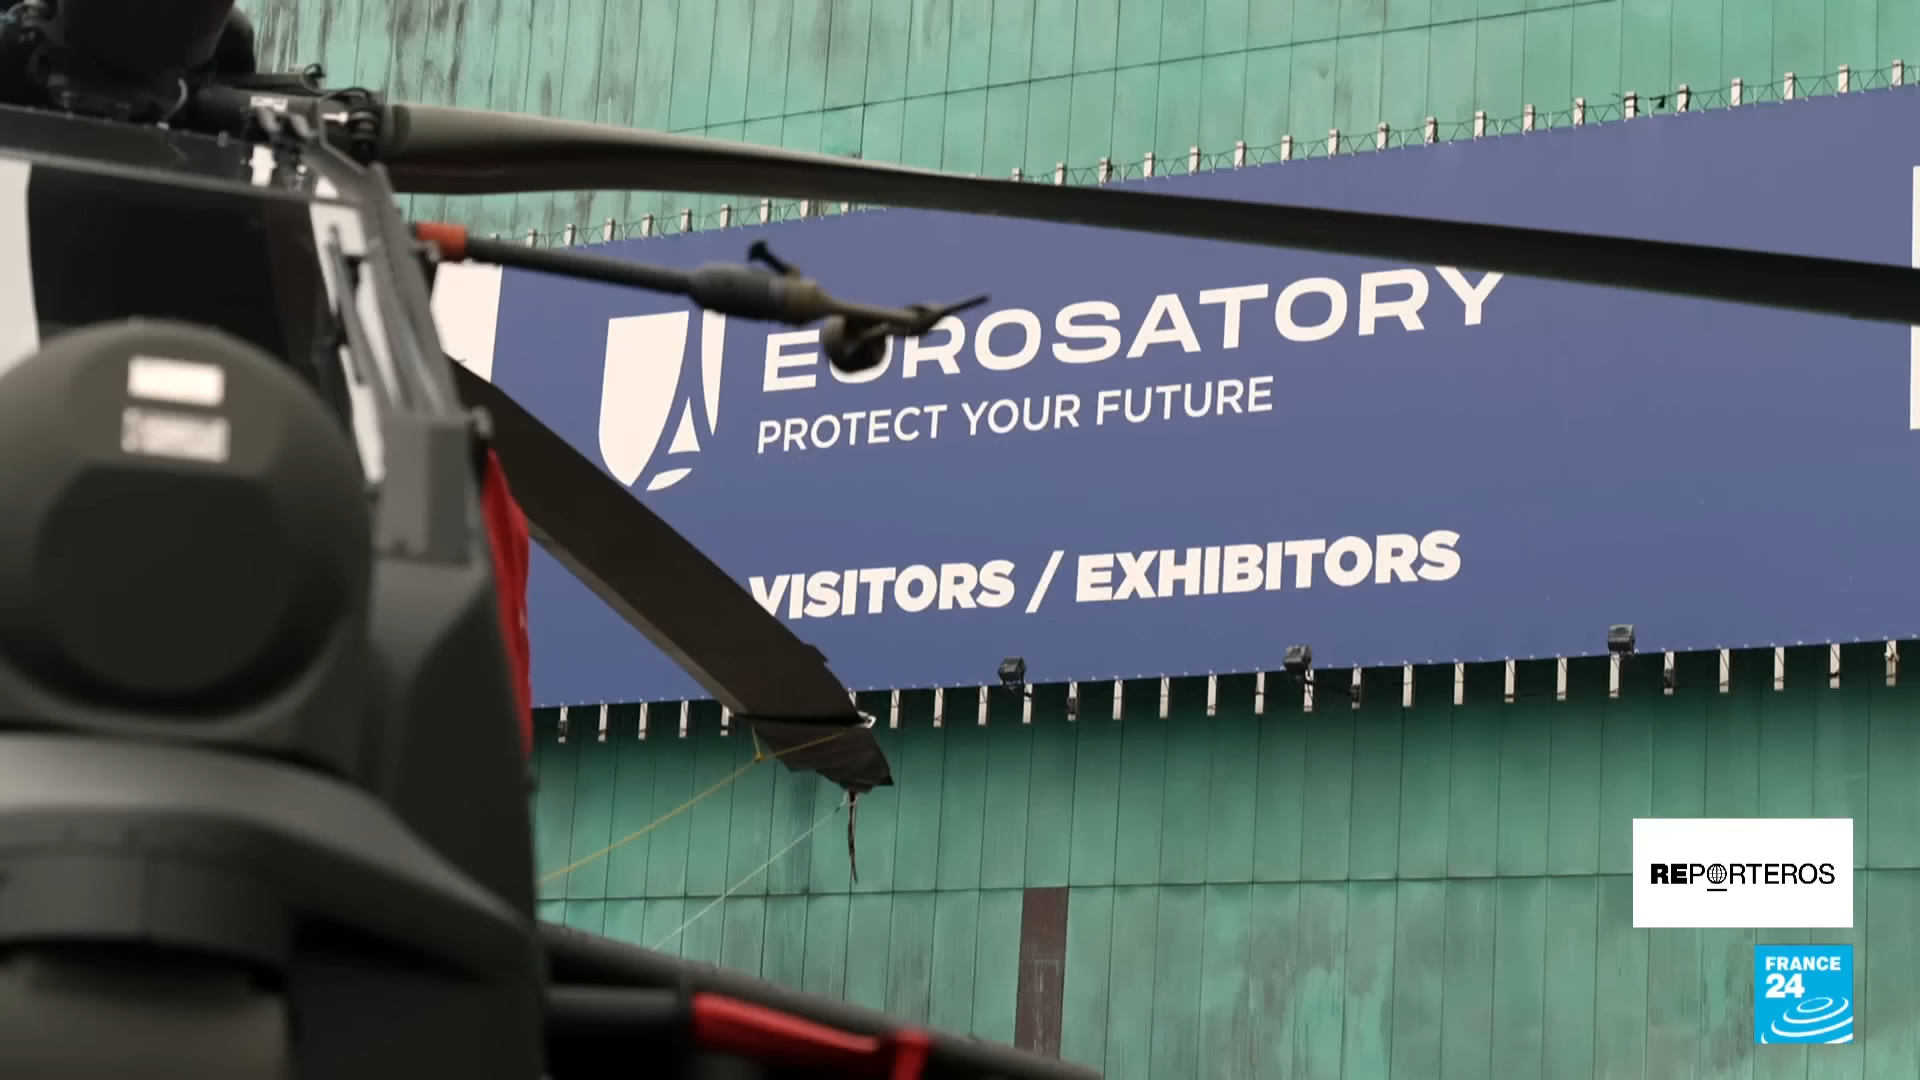 EUROSATORY
PROTECT YOUR FUTURE
VISITORS / EXHIBITORS
REPORTEROS
FRANCE
24